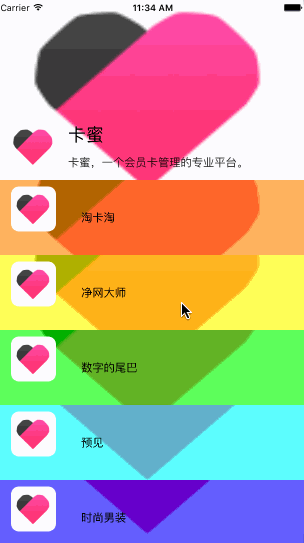 Carrier 11:34 AM
卡蜜
卡蜜，一个会员卡管理的专业平台。
淘卡淘
净网大师
数字的尾巴
预见
时尚男装